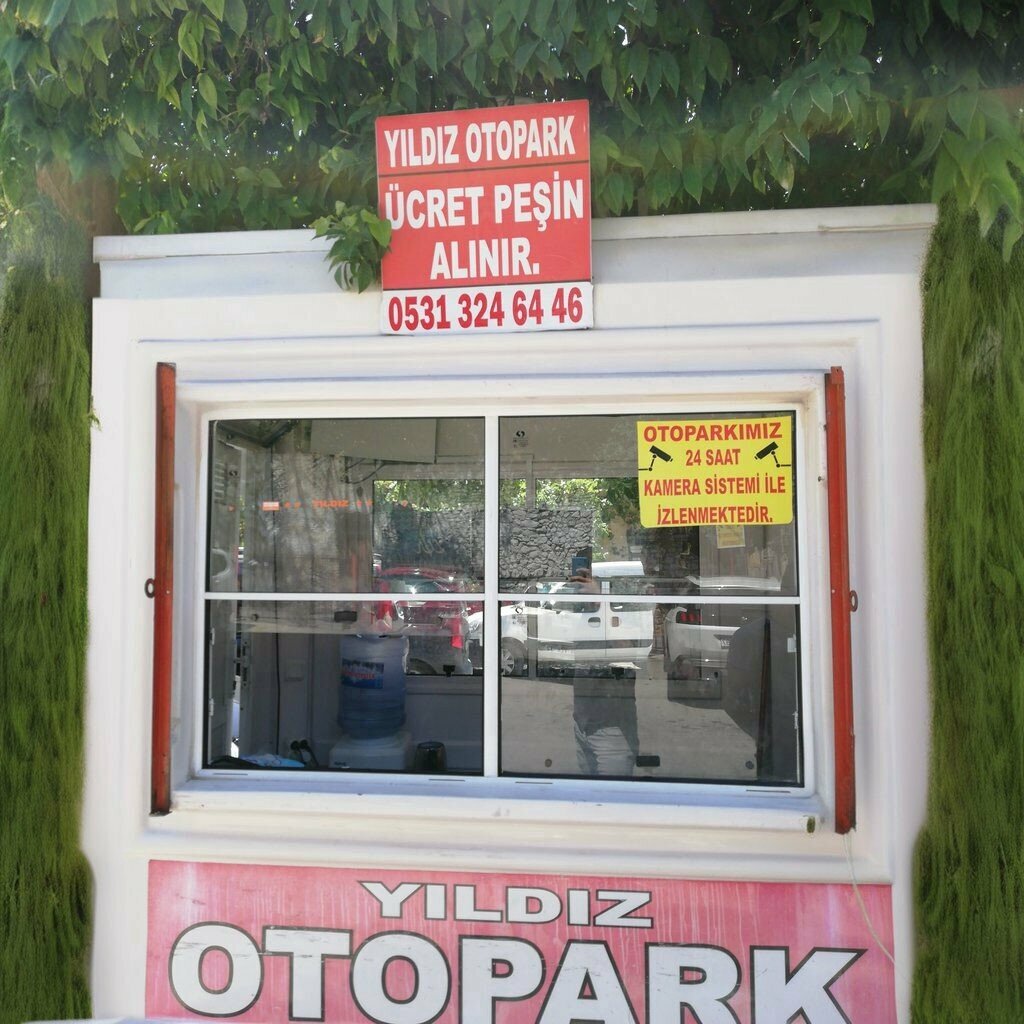 YILDIZ OTOPARK
ÜCRET PEŞİN
ALINIR.
0531 324 64 46
OTOPARKIMIZ
24 SAAT
KAMERA SİSTEMİ İLE
İZLENMEKTEDİR.
YILDIZ
YILDIZ
OTOPARK